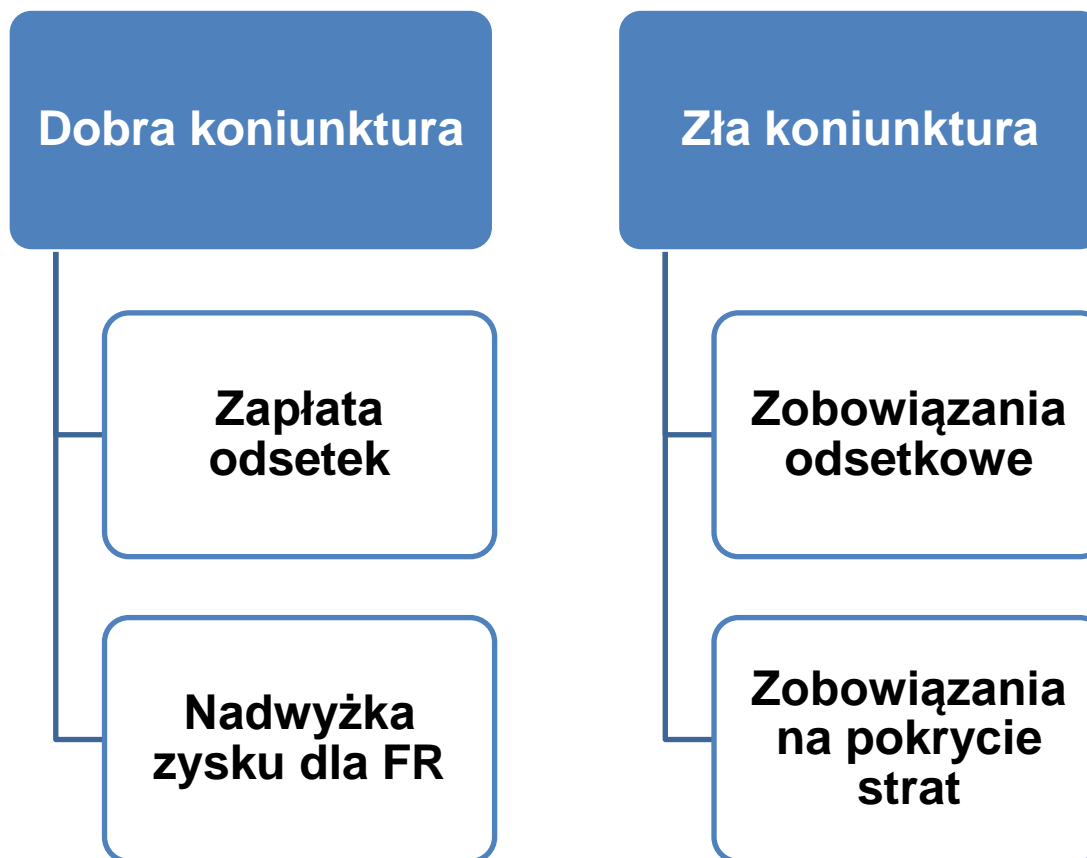 Dobra koniunktura
Zapłata
odsetek
Nadwyżka
zysku dla FR
Zła koniunktura
Zobowiązania
odsetkowe
Zobowiązania
na pokrycie
strat